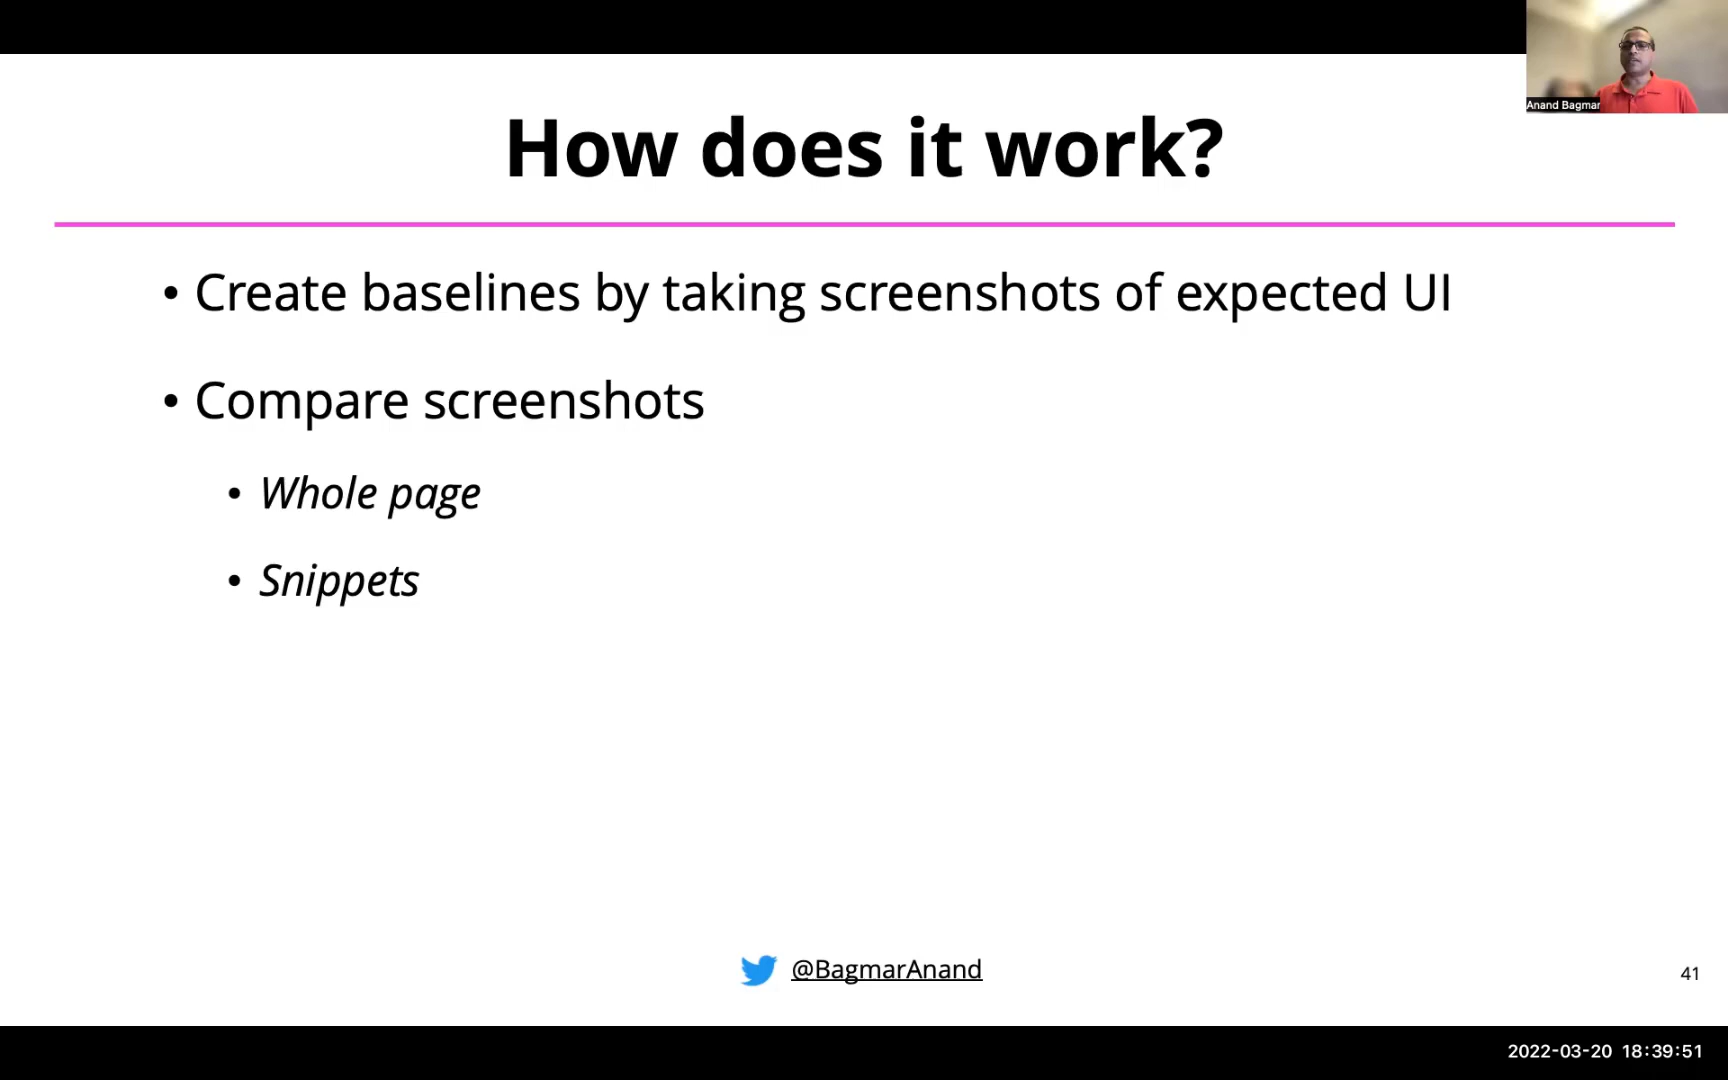 Anand Bagmar
How does it work?
• Create baselines by taking screenshots of expected UI
• Compare screenshots
• Whole page
• Snippets
@BagmarAnand
41
2022-03-20 18:39:51